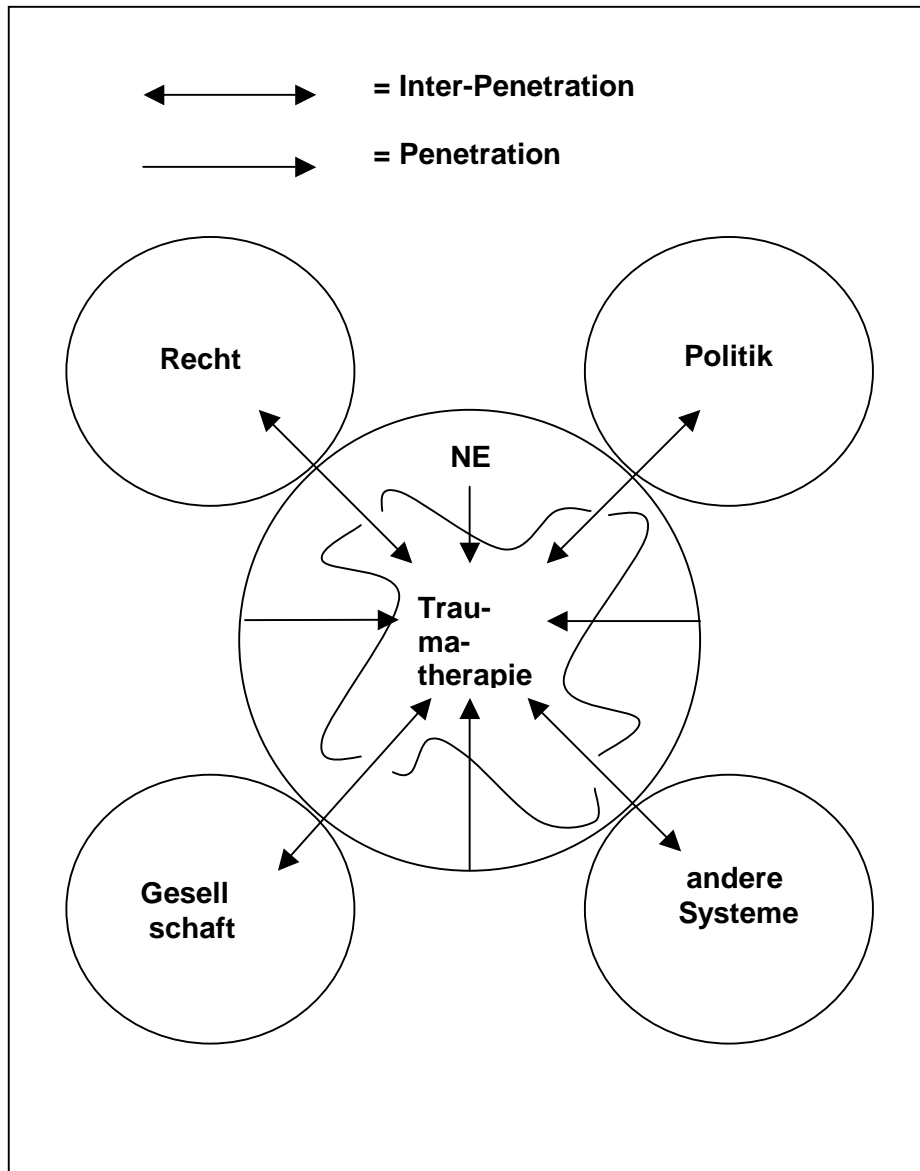 = Inter-Penetration
= Penetration
Recht
Politik
NE
Trau-
ma-
therapie
Gesell
schaft
andere
Systeme